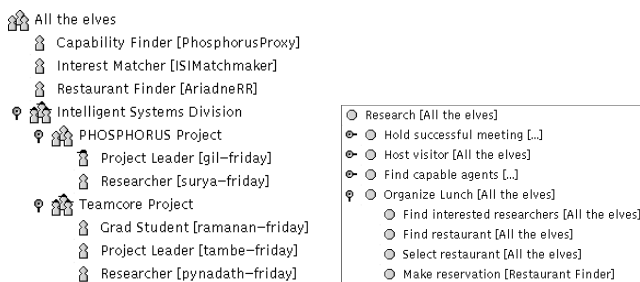 All the elves
Capability Finder [PhosphorusProxy]
Interest Matcher [ISIMatchmaker]
Restaurant Finder [AriadneRR]
Intelligent Systems Division
PHOSPHORUS Project
Project Leader [gil-friday]
Researcher [surya-friday]
Teamcore Project
Grad Student [ramanan-friday]
Project Leader [tambe-friday]
Researcher [pynadath-friday]
Research [All the elves]
Hold successful meeting [...]
Host visitor [All the elves]
Find capable agents [...]
Organize Lunch [All the elves]
Find interested researchers [All the elves]
Find restaurant [All the elves]
Select restaurant [All the elves]
Make reservation [Restaurant Finder]